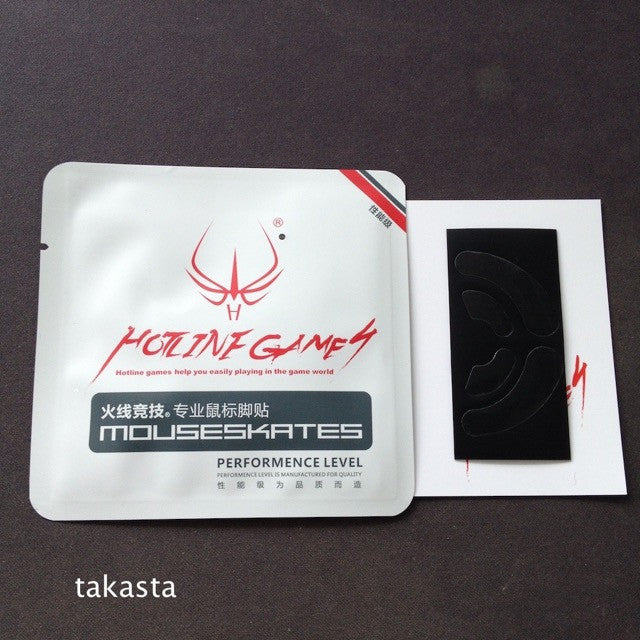 性能级
®
H
HOTLINE GAMES
Hotline games help you easily playing in the game world
火线竞技® 专业鼠标脚贴
MOUSESKATES
PERFORMENCE LEVEL
PERFORMENCE LEVEL IS MANUFACTURED FOR QUALITY
性能级为品质而造
takasta